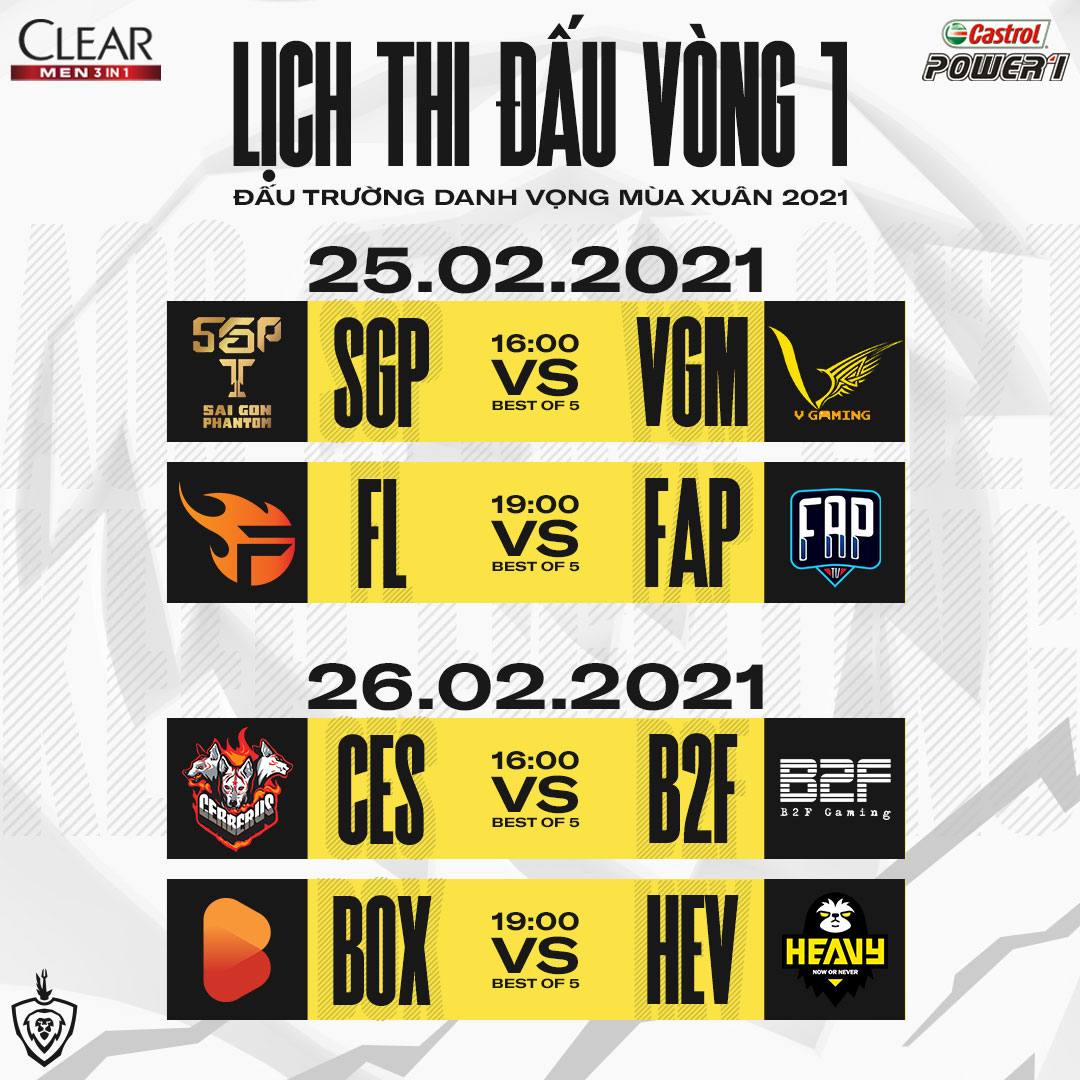 CLEAR
MEN 3 IN 1
Castrol
POWER1
LỊCH THI ĐẤU VÒNG 1
ĐẤU TRƯỜNG DANH VỌNG MÙA XUÂN 2021
25.02.2021
SGP
SAI GON
PHANTOM
SGP
16:00
VS
BEST OF 5
VGM
V GAMING
FL
19:00
VS
BEST OF 5
FAP
FAP
TV
26.02.2021
CERBERUS
CES
16:00
VS
BEST OF 5
B2F
B2F
B2F Gaming
BOX
19:00
VS
BEST OF 5
HEV
HEAVY
NOW OR NEVER